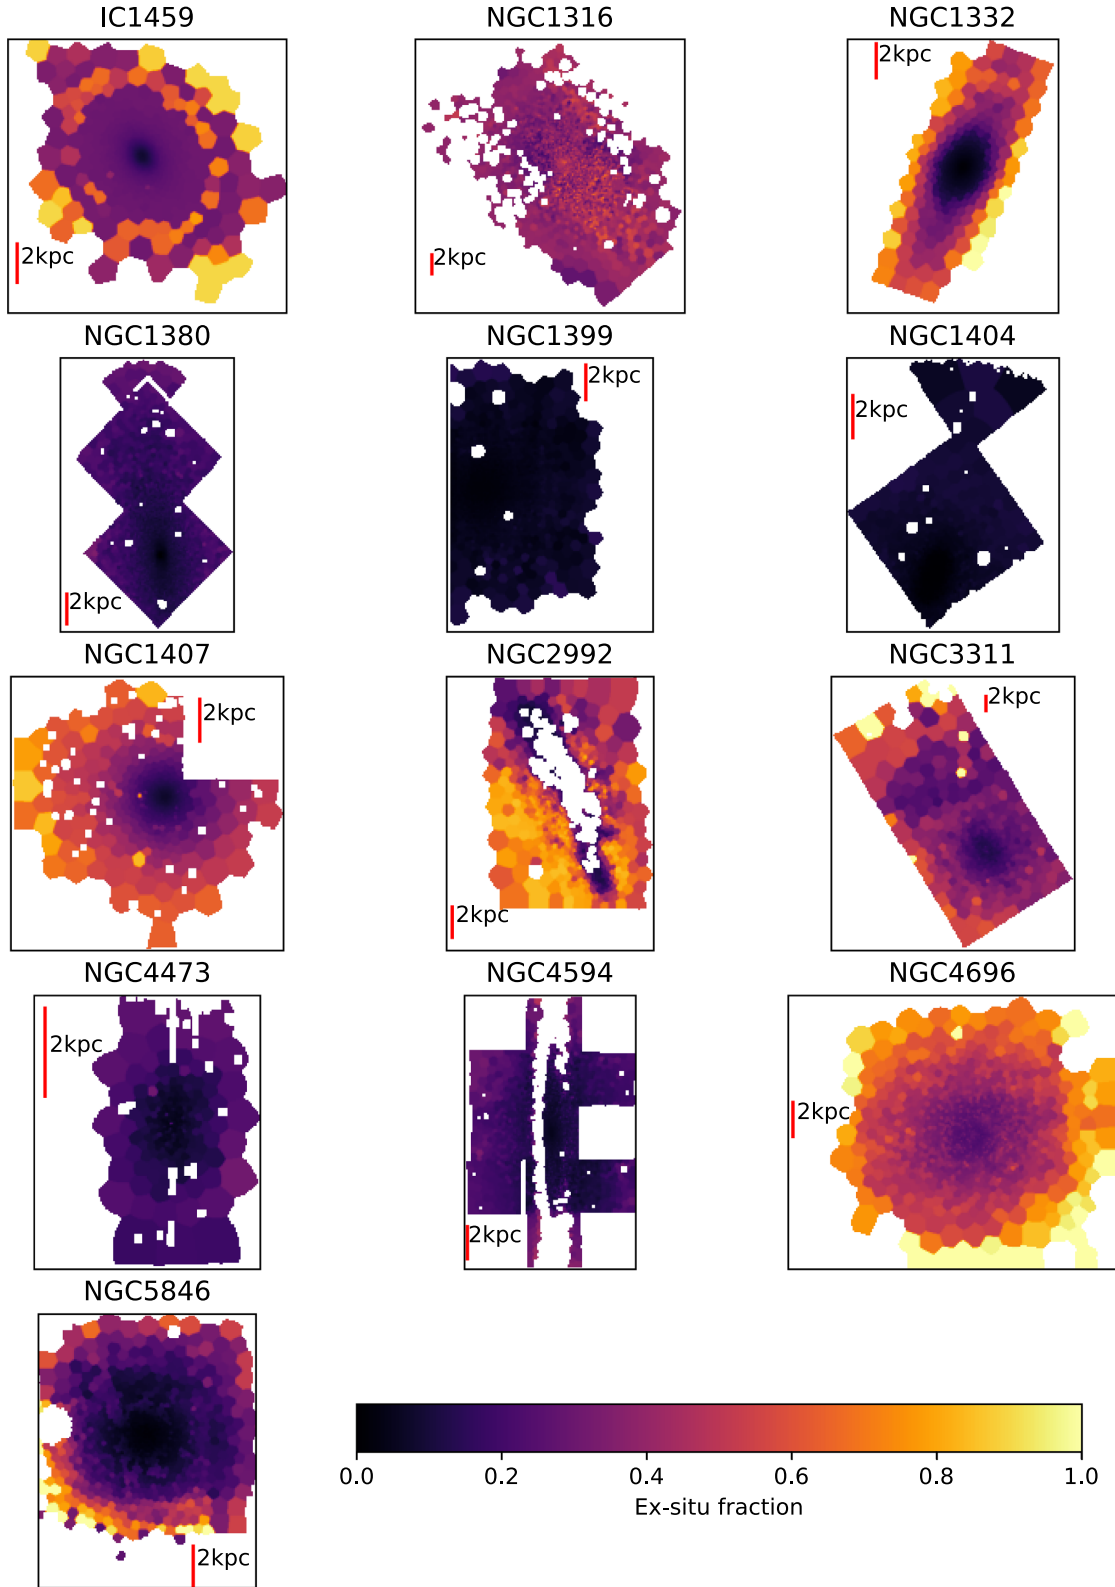 IC1459
NGC1316
NGC1332
2kpc
2kpc
2kpc
NGC1380
NGC1399
NGC1404
2kpc
2kpc
2kpc
NGC1407
NGC2992
NGC3311
2kpc
2kpc
2kpc
NGC4473
NGC4594
NGC4696
2kpc
2kpc
2kpc
NGC5846
2kpc
0.0 0.2 0.4 0.6 0.8 1.0
Ex-situ fraction